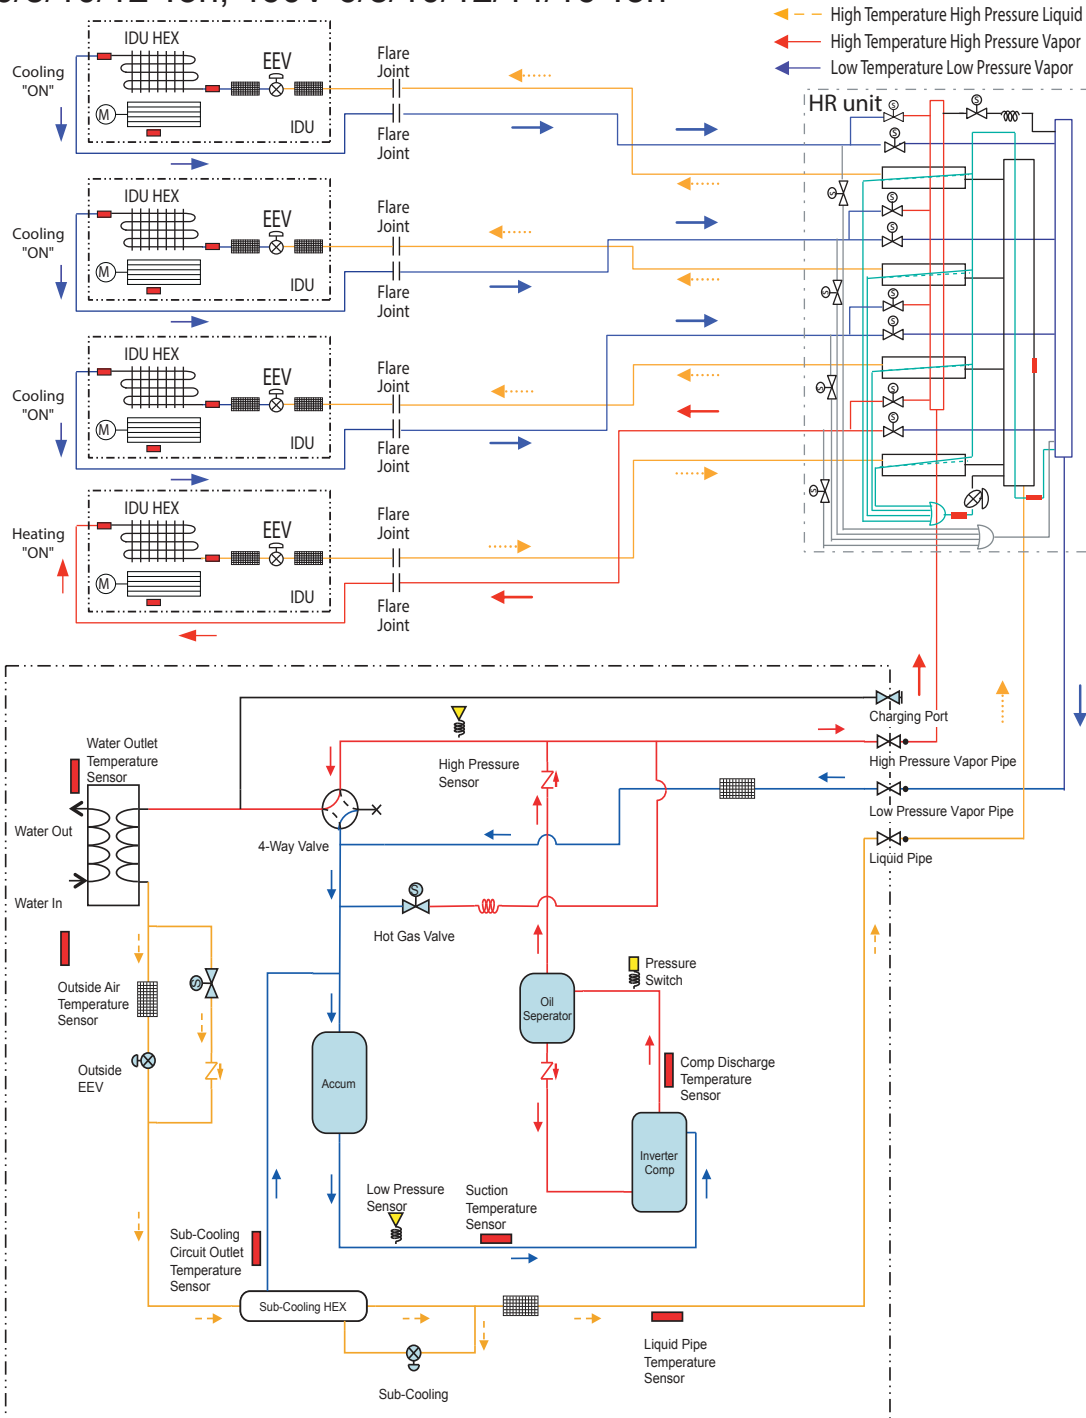 High Temperature High Pressure Liquid
High Temperature High Pressure Vapor
Low Temperature Low Pressure Vapor
HR unit
Cooling
"ON"
IDU HEX
EEV
M
IDU
Flare
Joint
Flare
Joint
Cooling
"ON"
IDU HEX
EEV
M
IDU
Flare
Joint
Flare
Joint
Cooling
"ON"
IDU HEX
EEV
M
IDU
Flare
Joint
Flare
Joint
Heating
"ON"
IDU HEX
EEV
M
IDU
Flare
Joint
Flare
Joint
S
S
S
S
S
S
S
S
S
S
S
S
S
Charging Port
High Pressure Vapor Pipe
Low Pressure Vapor Pipe
Liquid Pipe
Water Outlet
Temperature
Sensor
Water Out
Water In
High Pressure
Sensor
4-Way Valve
S
Hot Gas Valve
Outside Air
Temperature
Sensor
S
Outside
EEV
Pressure
Switch
Oil
Seperator
Accum
Comp Discharge
Temperature
Sensor
Inverter
Comp
Low Pressure
Sensor
Suction
Temperature
Sensor
Sub-Cooling
Circuit Outlet
Temperature
Sensor
Sub-Cooling HEX
Sub-Cooling
Liquid Pipe
Temperature
Sensor